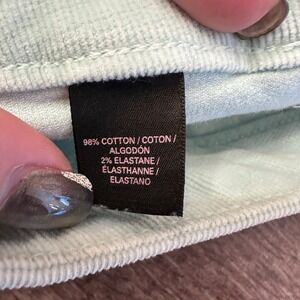 98% COTTON / COTON /
ALGODÓN
2% ELASTANE /
ÉLASTHANNE /
ELASTANO